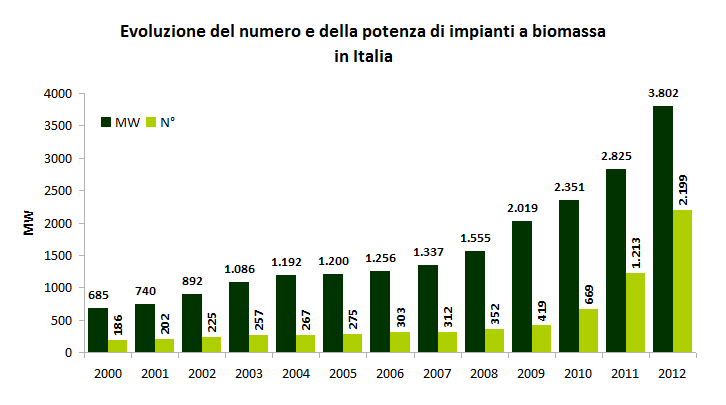 Evoluzione del numero e della potenza di impianti a biomassa
in Italia
4000
3500
3000
2500
2000
1500
1000
500
0
MW
MW N°
685 740 892 1.086 1.192 1.200 1.256 1.337 1.555 2.019 2.351 2.825 3.802
186 202 225 257 267 275 303 312 352 419 669 1.213 2.199
2000 2001 2002 2003 2004 2005 2006 2007 2008 2009 2010 2011 2012